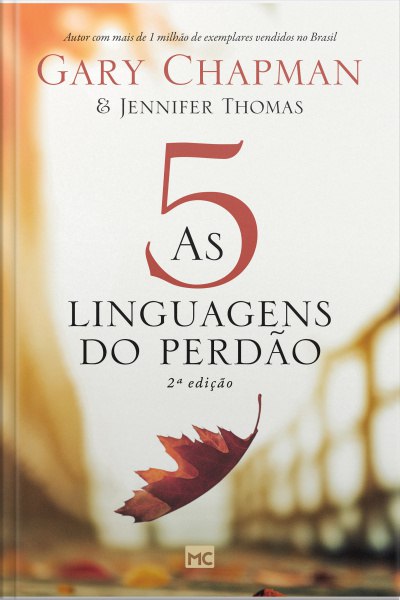 Autor com mais de 1 milhão de exemplares vendidos no Brasil
GARY CHAPMAN
& JENNIFER THOMAS
AS 5
LINGUAGENS
DO PERDÃO
2ª edição
MC